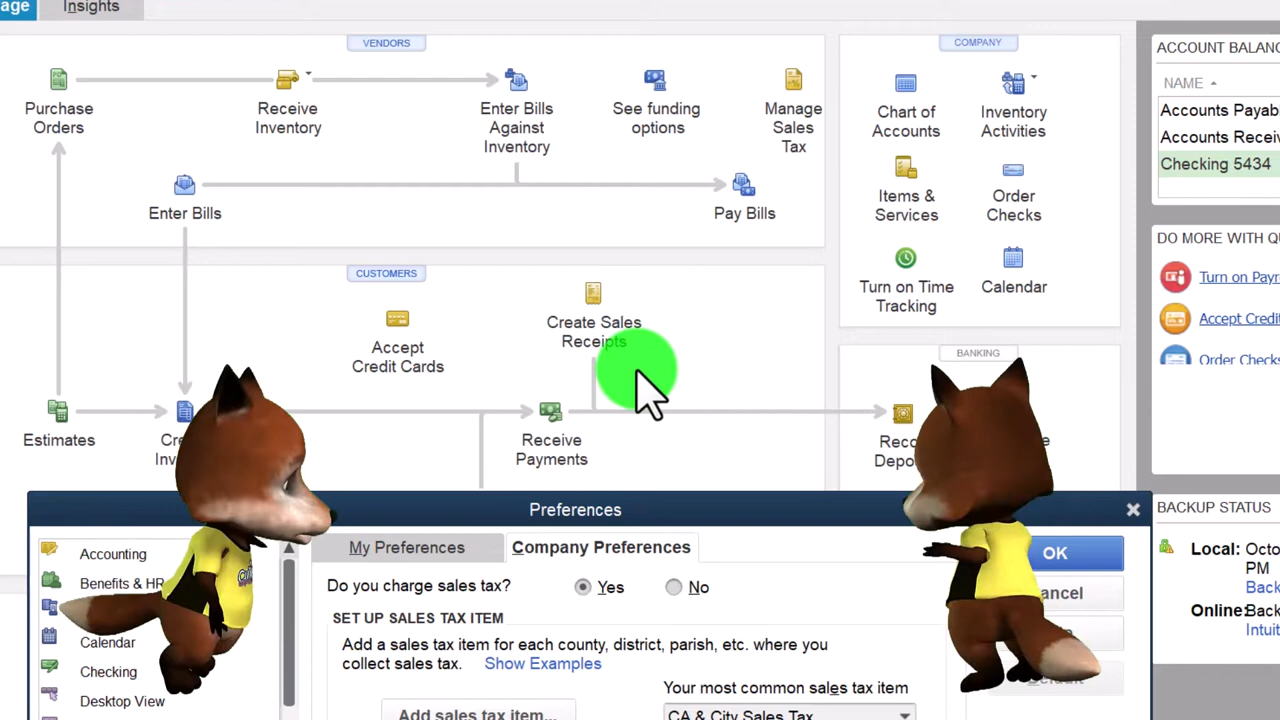 age
Insights
VENDORS
Purchase
Orders
Receive
Inventory
Enter Bills
Against
Inventory
See funding
options
Manage
Sales
Tax
Enter Bills
Pay Bills
CUSTOMERS
Create Sales
Receipts
Accept
Credit Cards
Estimates
Receive
Payments
COMPANY
Chart of
Accounts
Inventory
Activities
Items &
Services
Order
Checks
Turn on Time
Tracking
Calendar
BANKING
Rec
Depo
ACCOUNT BALANC
NAME
Accounts Payab
Accounts Receiv
Checking 5434
DO MORE WITH QU
Turn on Payr
Accept Credit
Order Checks
BACKUP STATUS
Local: Octo
PM
Back
Online: Back
Intuit
Preferences
Accounting
Benefits & HR
Calendar
Checking
Desktop View
My Preferences
Company Preferences
OK
ancel
Default
Do you charge sales tax? Yes No
SET UP SALES TAX ITEM
Add a sales tax item for each county, district, parish, etc. where you
collect sales tax. Show Examples
Your most common sales tax item
Add sales tax item...
CA & City Sales Tax